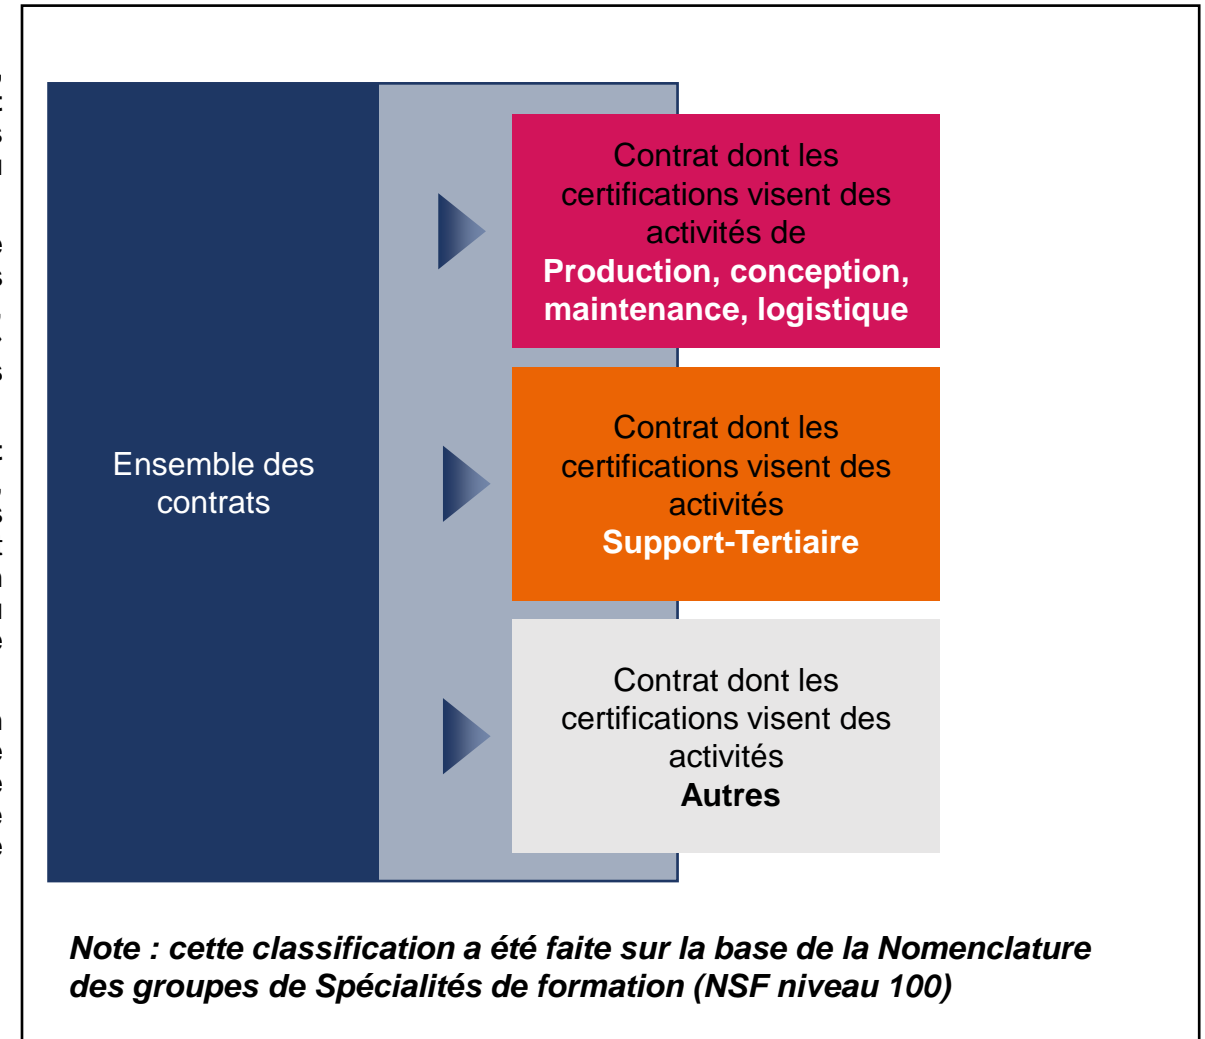 Ensemble des
contrats
Contrat dont les
certifications visent des
activités de
Production, conception,
maintenance, logistique
Contrat dont les
certifications visent des
activités
Support-Tertiaire
Contrat dont les
certifications visent des
activités
Autres
Note : cette classification a été faite sur la base de la Nomenclature
des groupes de Spécialités de formation (NSF niveau 100)